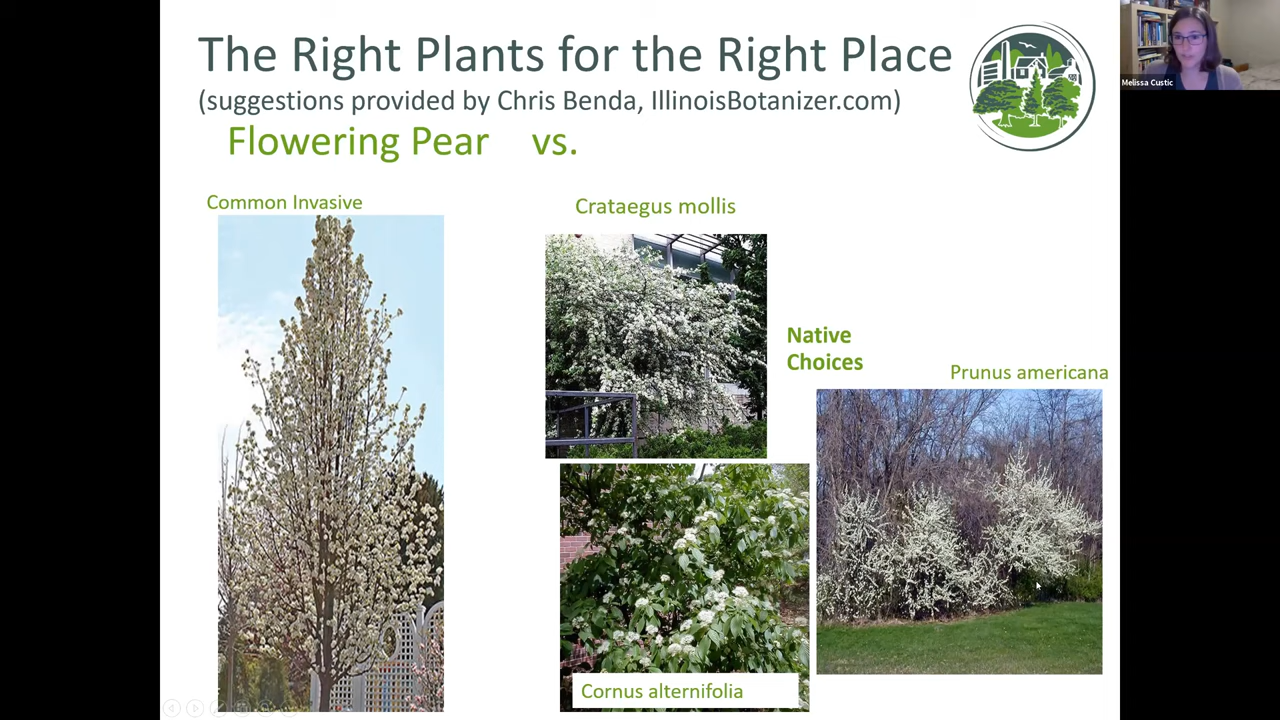 The Right Plants for the Right Place
(suggestions provided by Chris Benda, IllinoisBotanizer.com)
Flowering Pear vs.
Common Invasive
Crataegus mollis
Native
Choices
Prunus americana
Cornus alternifolia
Melissa Custic